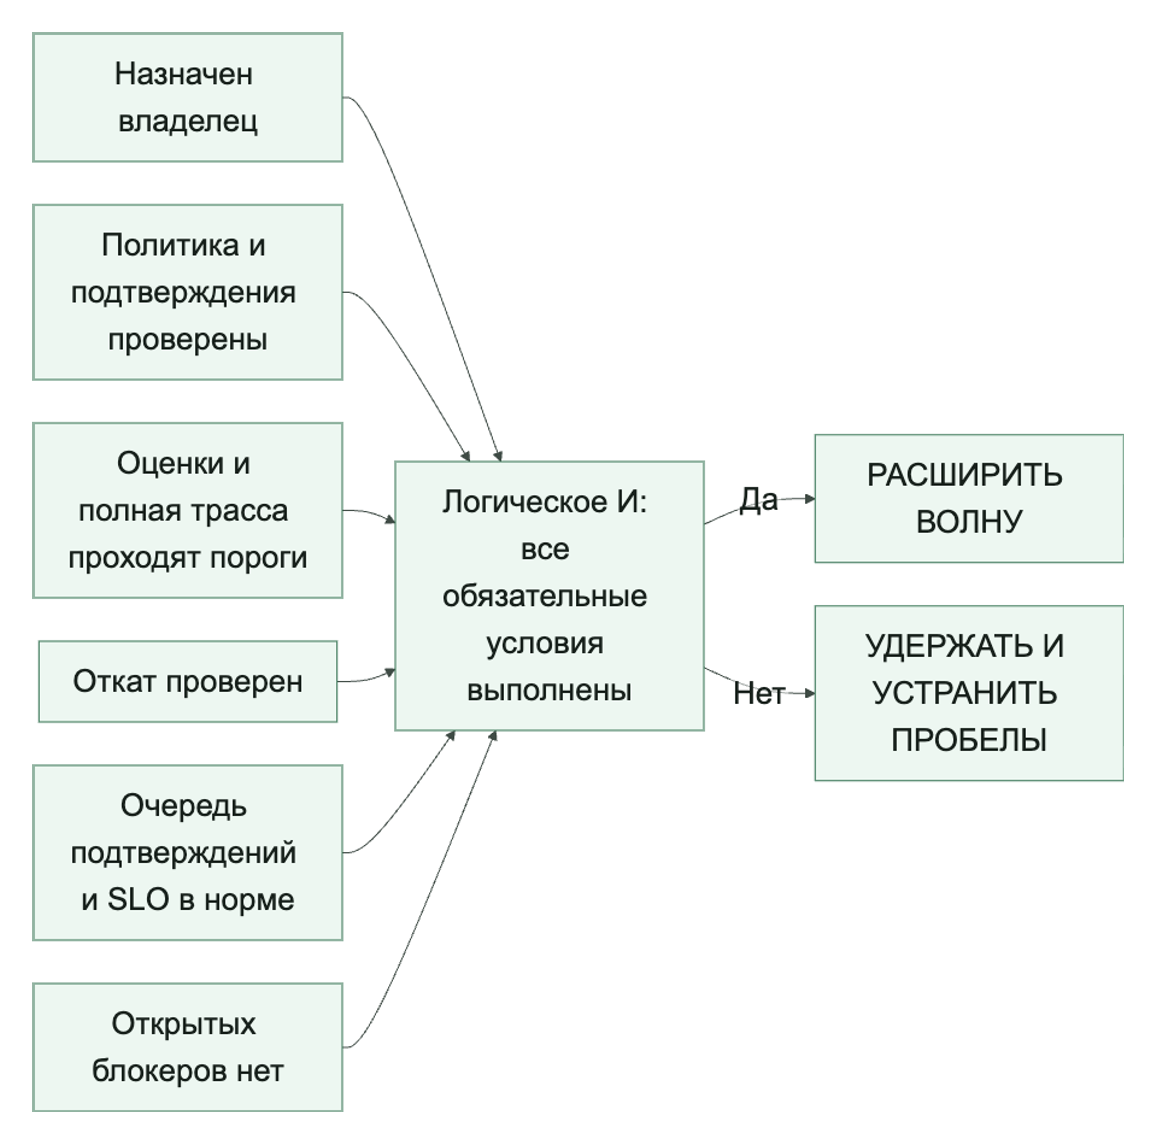 Назначен
владелец
Политика и
подтверждения
проверены
Оценки и
полная трасса
проходят пороги
Откат проверен
Очередь
подтверждений
и SLO в норме
Открытых
блокеров нет
Логическое И:
все
обязательные
условия
выполнены
Да
Нет
РАСШИРИТЬ
ВОЛНУ
УДЕРЖАТЬ И
УСТРАНИТЬ
ПРОБЕЛЫ